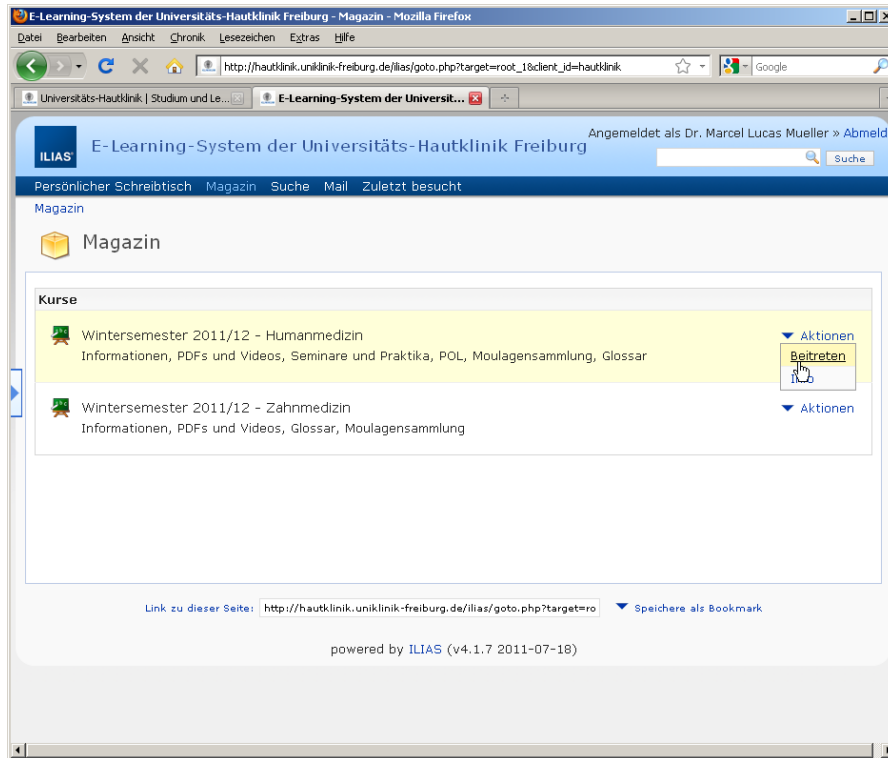 E-Learning-System der Universitäts-Hautklinik Freiburg - Magazin - Mozilla Firefox
Datei Bearbeiten Ansicht Chronik Lesezeichen Extras Hilfe
http://hautklinik.uniklinik-freiburg.de/ilias/goto.php?target=root_1&client_id=hautklinik Google
Universitäts-Hautklinik | Studium und Le... E-Learning-System der Universit...
Angemeldet als Dr. Marcel Lucas Mueller » Abmeld
ILIAS E-Learning-System der Universitäts-Hautklinik Freiburg
Suche
Persönlicher Schreibtisch Magazin Suche Mail Zuletzt besucht
Magazin
Magazin
Kurse
Wintersemester 2011/12 - Humanmedizin Aktionen
Informationen, PDFs und Videos, Seminare und Praktika, POL, Moulagensammlung, Glossar Beitreten
Wintersemester 2011/12 - Zahnmedizin Aktionen
Informationen, PDFs und Videos, Glossar, Moulagensammlung
Link zu dieser Seite: http://hautklinik.uniklinik-freiburg.de/ilias/goto.php?target=ro Speichere als Bookmark
powered by ILIAS (v4.1.7 2011-07-18)